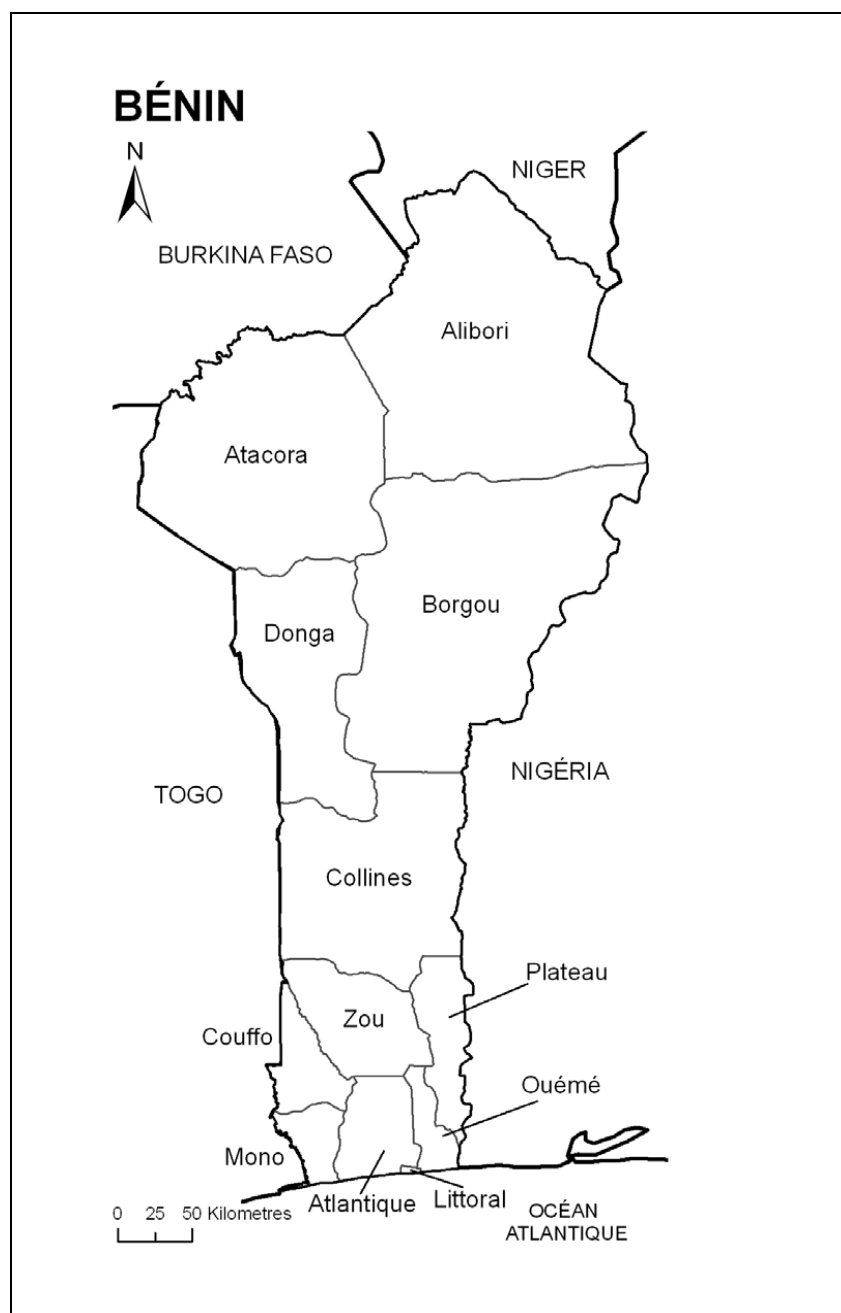 BÉNIN
N
NIGER
BURKINA FASO
Alibori
Atacora
Borgou
Donga
NIGÉRIA
TOGO
Collines
Plateau
Zou
Couffo
Ouémé
Mono
Atlantique
Littoral
0 25 50 Kilometres
OCÉAN
ATLANTIQUE